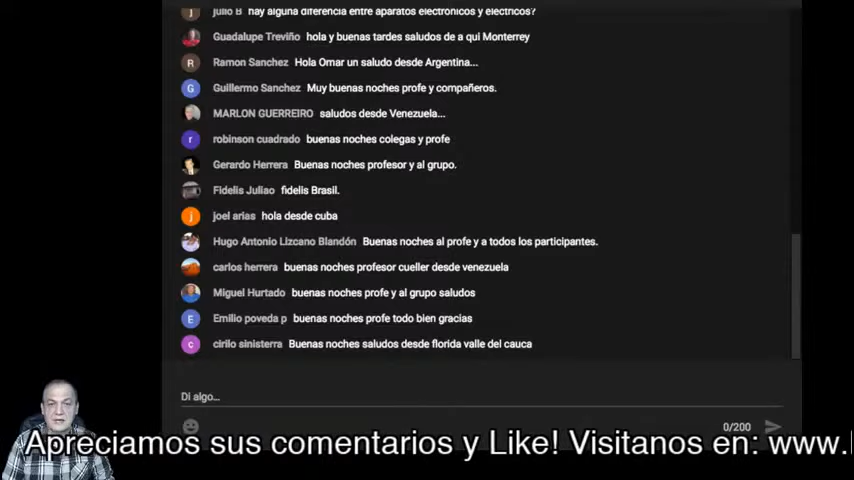 julio B hay alguna diferencia entre aparatos electronicos y electricos?
Guadalupe Treviño hola y buenas tardes saludos de a qui Monterrey
Ramon Sanchez Hola Omar un saludo desde Argentina...
Guillermo Sanchez Muy buenas noches profe y compañeros.
MARLON GUERREIRO saludos desde Venezuela...
robinson cuadrado buenas noches colegas y profe
Gerardo Herrera Buenas noches profesor y al grupo.
Fidelis Juliao fidelis Brasil.
joel arias hola desde cuba
Hugo Antonio Lizcano Blandón Buenas noches al profe y a todos los participantes.
carlos herrera buenas noches profesor cueller desde venezuela
Miguel Hurtado buenas noches profe y al grupo saludos
Emilio poveda p buenas noches profe todo bien gracias
cirilo sinisterra Buenas noches saludos desde florida valle del cauca
Di algo...
0/200
Apreciamos sus comentarios y Like! Visitanos en: www.